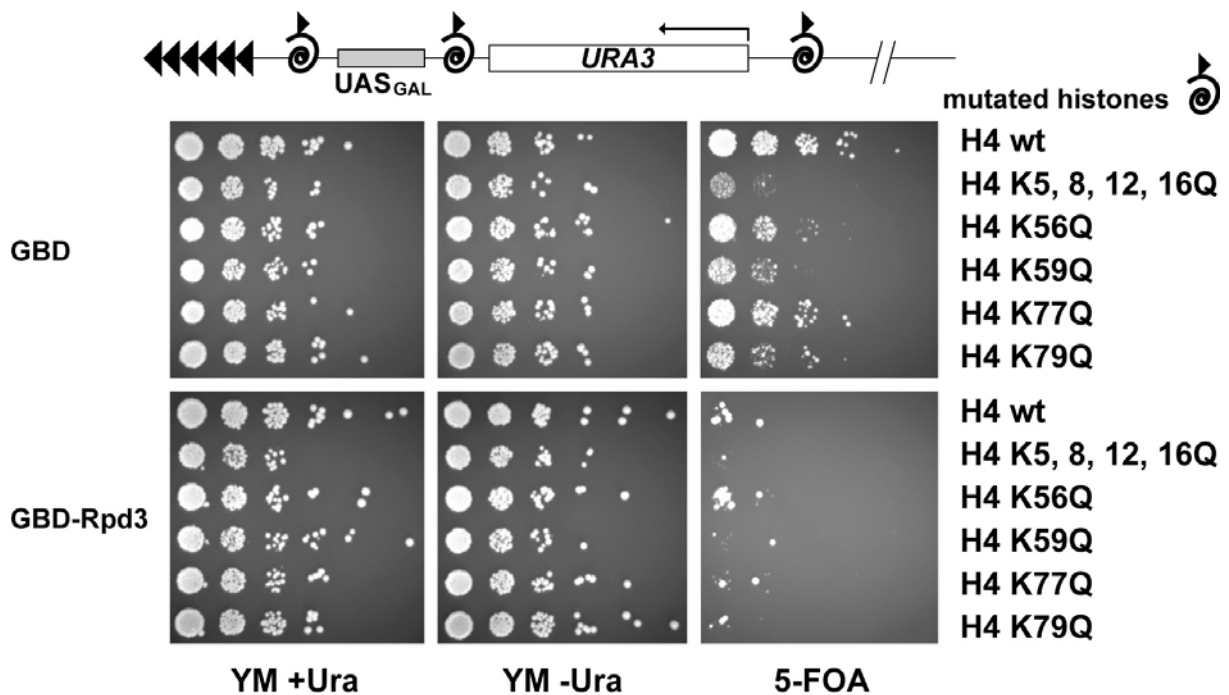 URA3
UASGAL
mutated histones
GBD
H4 wt
H4 K5, 8, 12, 16Q
H4 K56Q
H4 K59Q
H4 K77Q
H4 K79Q
GBD-Rpd3
H4 wt
H4 K5, 8, 12, 16Q
H4 K56Q
H4 K59Q
H4 K77Q
H4 K79Q
YM +Ura
YM -Ura
5-FOA